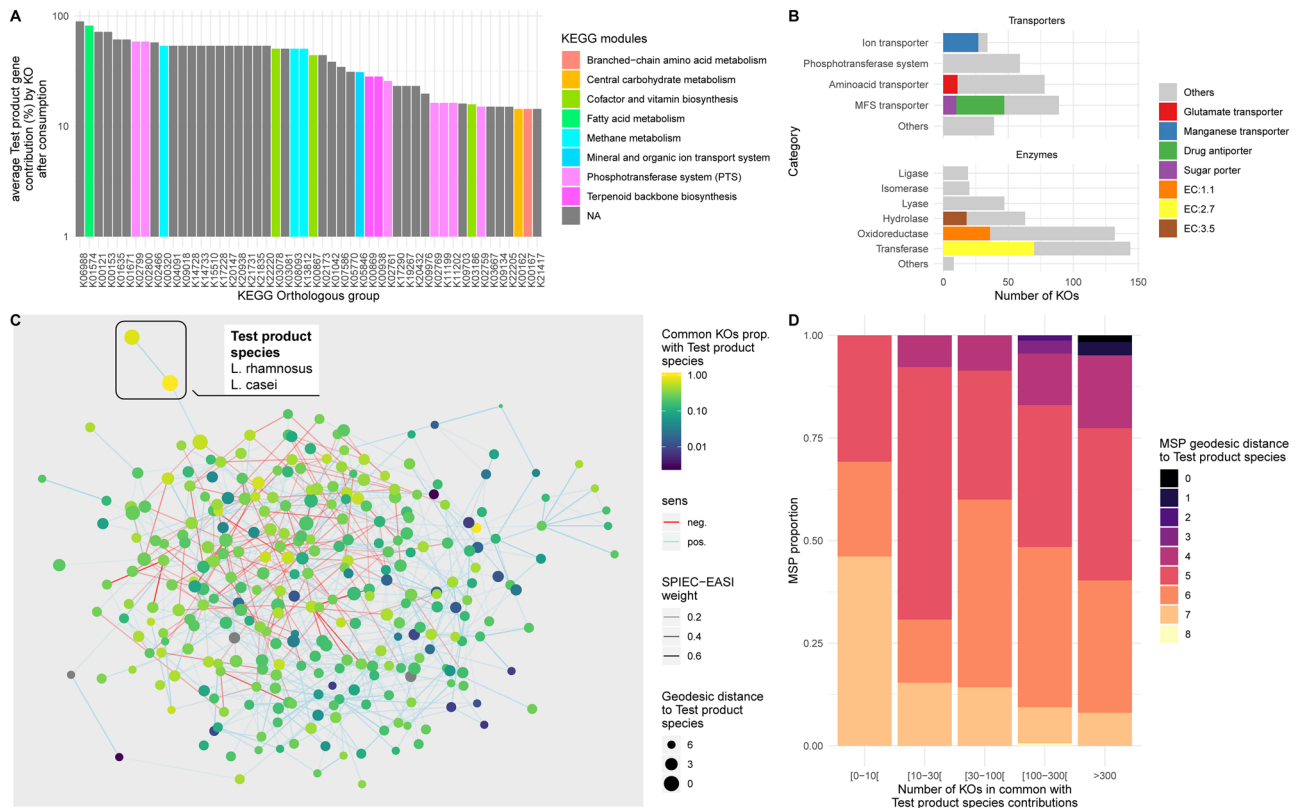 A
average Test product gene
contribution (%) by KO
after consumption
100
10
1
K06988
K01574
K00121
K00153
K01635
K16671
K02799
K02800
K02466
K00320
K04091
K09018
K14728
K14733
K15510
K17228
K20147
K20938
K21731
K21835
K22220
K03078
K03081
K08093
K13812
K00867
K02173
K01042
K07586
K05770
K05846
K00869
K00938
K02761
K17290
K19267
K20432
K09976
K02769
K11199
K11202
K09703
K03186
K02759
K03667
K09134
K22205
K00162
K00167
K21417
KEGG Orthologous group
KEGG modules
Branched−chain amino acid metabolism
Central carbohydrate metabolism
Cofactor and vitamin biosynthesis
Fatty acid metabolism
Methane metabolism
Mineral and organic ion transport system
Phosphotransferase system (PTS)
Terpenoid backbone biosynthesis
NA
B
Transporters
Category
Ion transporter
Phosphotransferase system
Aminoacid transporter
MFS transporter
Others
Enzymes
Ligase
Isomerase
Lyase
Hydrolase
Oxidoreductase
Transferase
Others
0 50 100 150
Number of KOs
Others
Glutamate transporter
Manganese transporter
Drug antiporter
Sugar porter
EC:1.1
EC:2.7
EC:3.5
C
Test product
species
L. rhamnosus
L. casei
Common KOs prop.
with Test product
species
1.00
0.10
0.01
sens
neg.
pos.
SPIEC−EASI
weight
0.2
0.4
0.6
Geodesic distance
to Test product
species
6
3
0
D
MSP proportion
1.00
0.75
0.50
0.25
0.00
[0−10[ [10−30[ [30−100[ [100−300[ >300
Number of KOs in common with
Test product species contributions
MSP geodesic distance
to Test product species
0
1
2
3
4
5
6
7
8